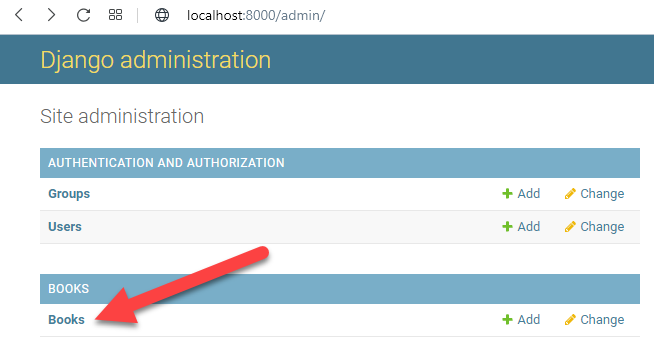 localhost:8000/admin/
Django administration
Site administration
AUTHENTICATION AND AUTHORIZATION
Groups Add Change
Users Add Change
BOOKS
Books Add Change